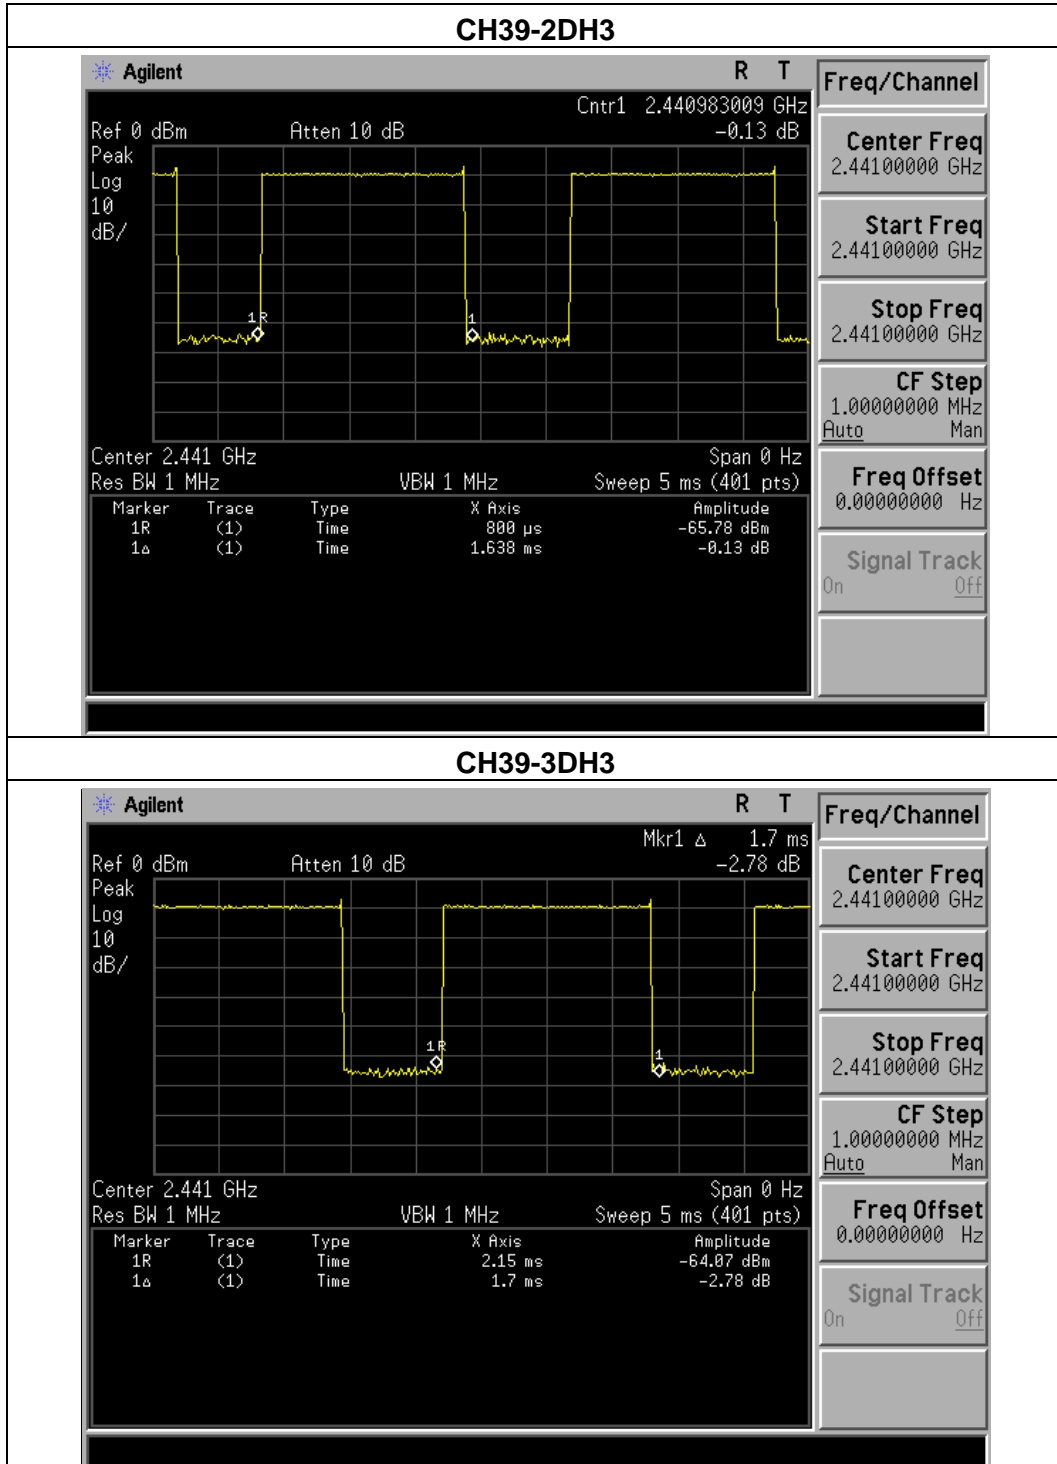 CH39-2DH3
Agilent R T
Freq/Channel
Cntr1 2.440983009 GHz
Ref 0 dBm Atten 10 dB -0.13 dB
Peak
Log
10
dB/
1R
1
Center Freq
2.44100000 GHz
Start Freq
2.44100000 GHz
Stop Freq
2.44100000 GHz
CF Step
1.00000000 MHz
Auto Man
Freq Offset
0.00000000 Hz
Signal Track
On Off
Center 2.441 GHz Span 0 Hz
Res BW 1 MHz VBW 1 MHz Sweep 5 ms (401 pts)
Marker Trace Type X Axis Amplitude
1R (1) Time 800 µs -65.78 dBm
1Δ (1) Time 1.638 ms -0.13 dB
CH39-3DH3
Agilent R T
Freq/Channel
Mkr1 Δ 1.7 ms
Ref 0 dBm Atten 10 dB -2.78 dB
Peak
Log
10
dB/
1R
1
Center Freq
2.44100000 GHz
Start Freq
2.44100000 GHz
Stop Freq
2.44100000 GHz
CF Step
1.00000000 MHz
Auto Man
Freq Offset
0.00000000 Hz
Signal Track
On Off
Center 2.441 GHz Span 0 Hz
Res BW 1 MHz VBW 1 MHz Sweep 5 ms (401 pts)
Marker Trace Type X Axis Amplitude
1R (1) Time 2.15 ms -64.07 dBm
1Δ (1) Time 1.7 ms -2.78 dB